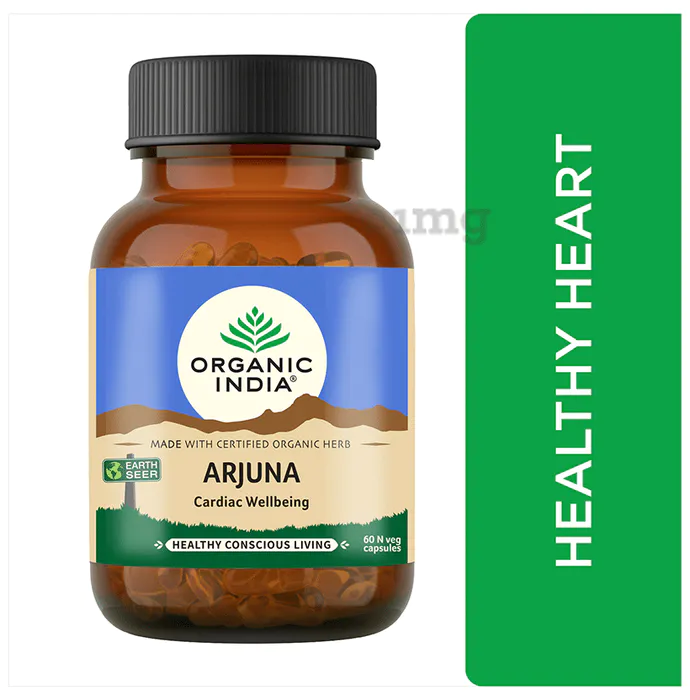 1mg
ORGANIC
INDIA®
MADE WITH CERTIFIED ORGANIC HERB
EARTH
SEER
ARJUNA
Cardiac Wellbeing
HEALTHY CONSCIOUS LIVING
60 N veg
capsules
HEALTHY HEART